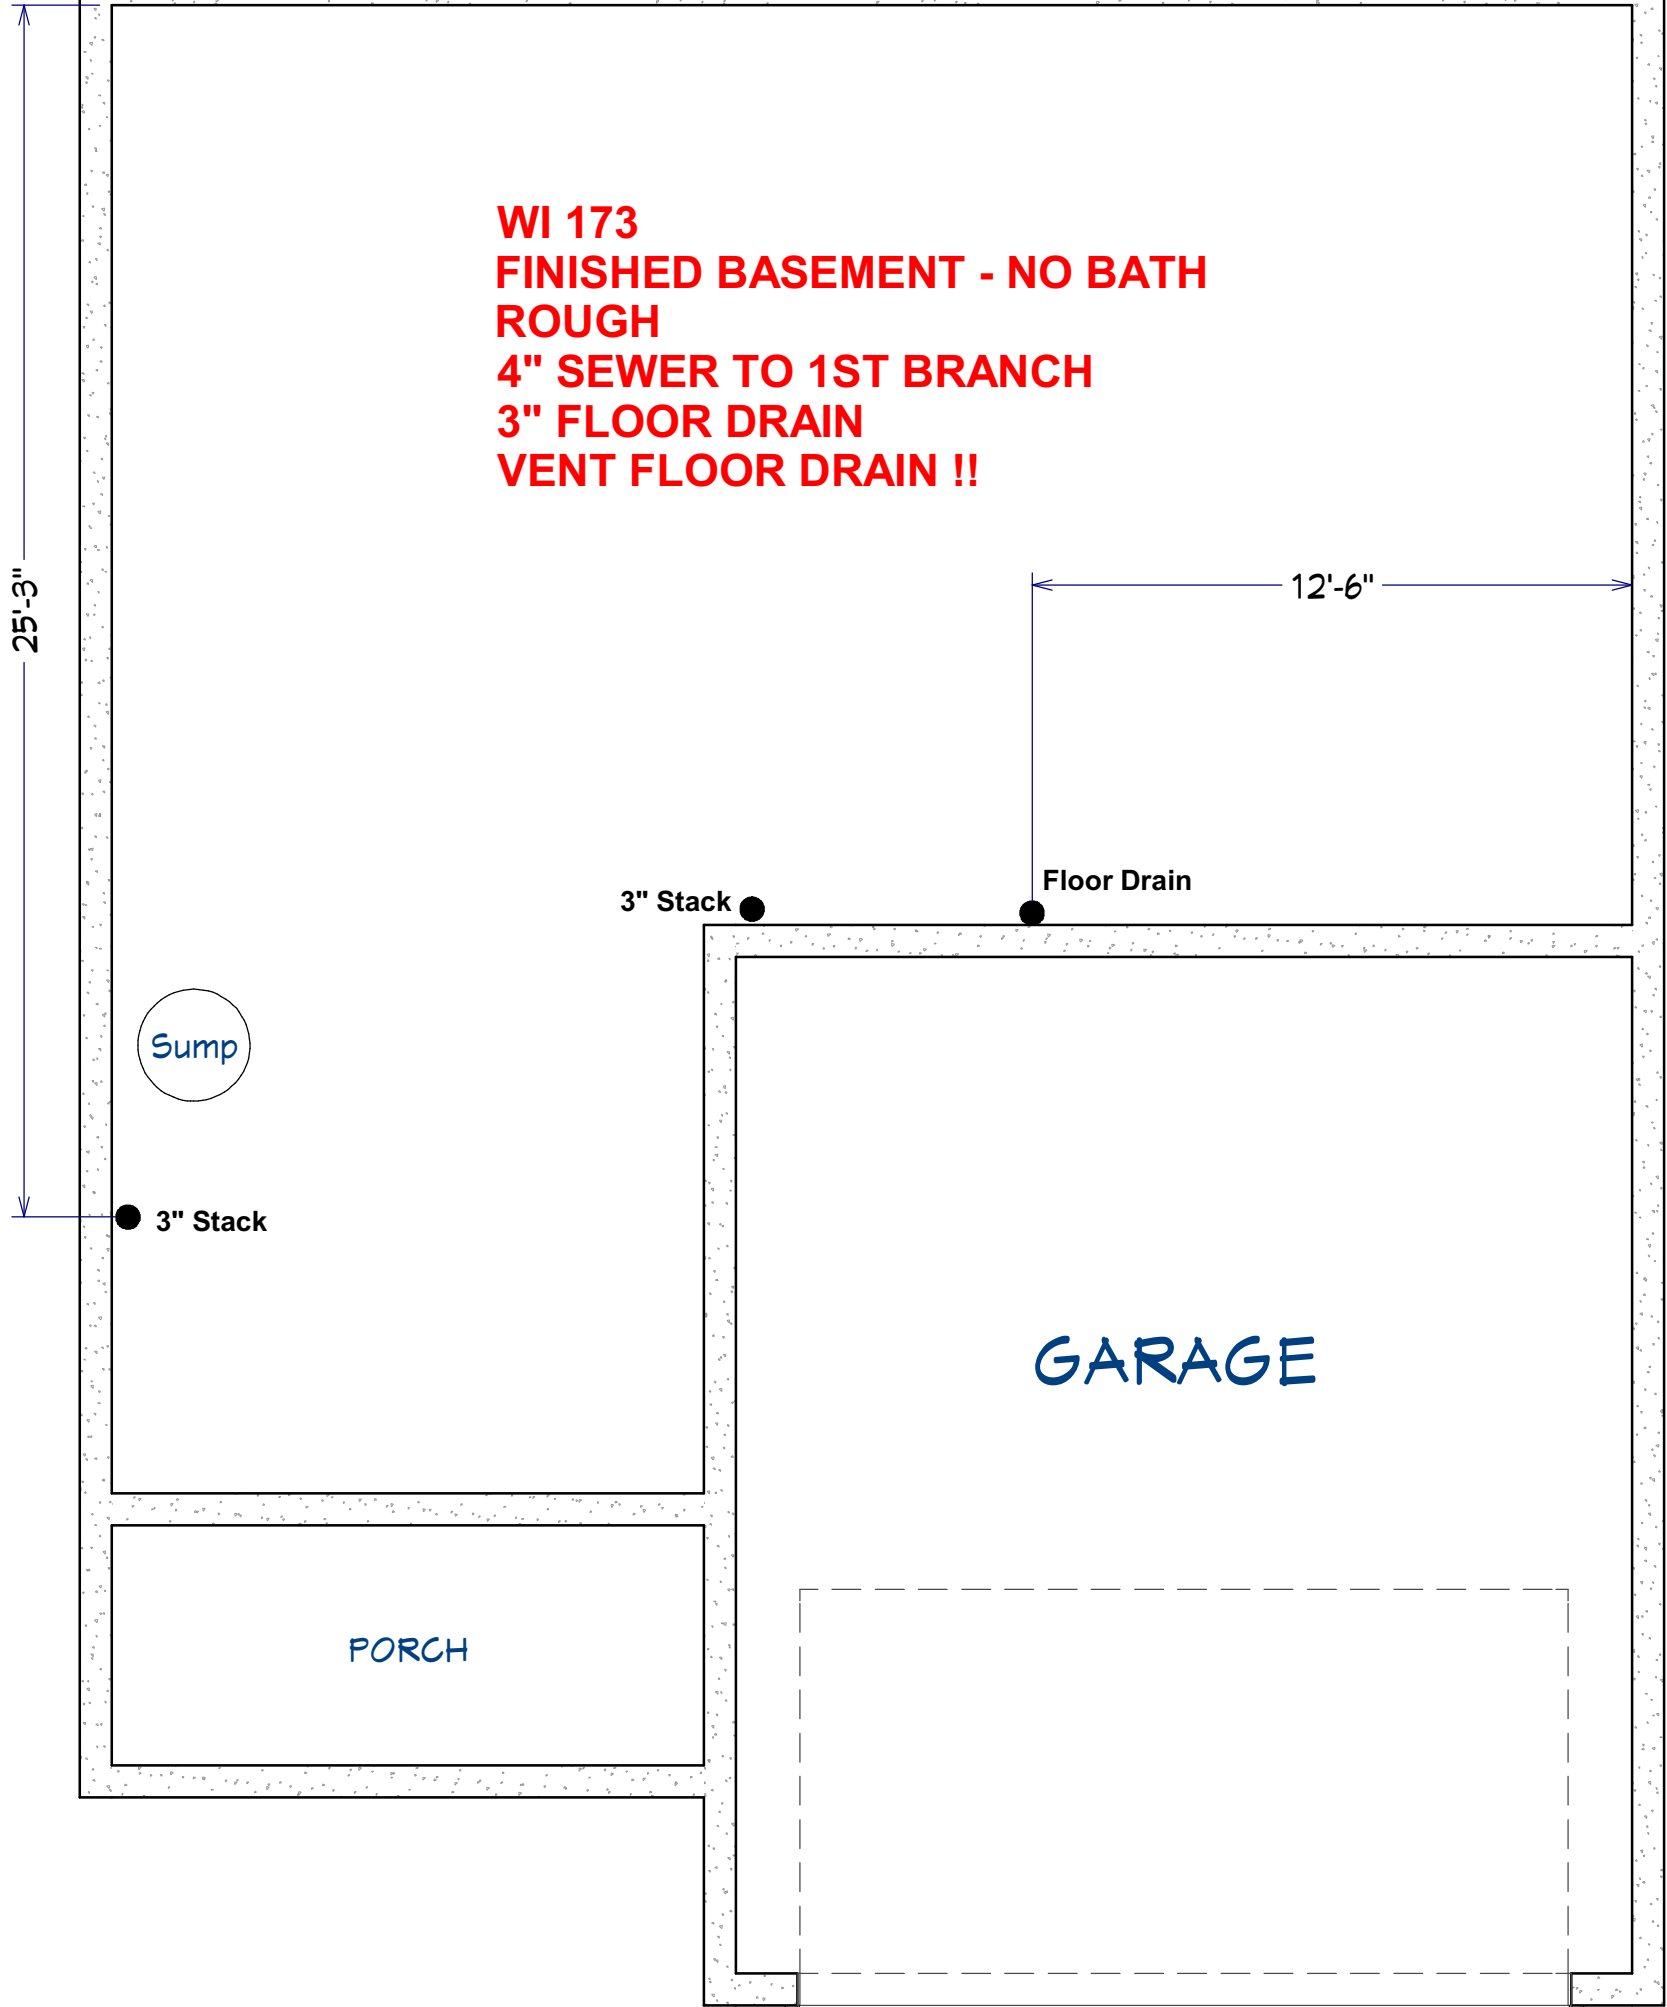 WI 173
FINISHED BASEMENT - NO BATH
ROUGH
4" SEWER TO 1ST BRANCH
3" FLOOR DRAIN
VENT FLOOR DRAIN !!
25'-3"
12'-6"
Floor Drain
3" Stack
Sump
3" Stack
GARAGE
PORCH